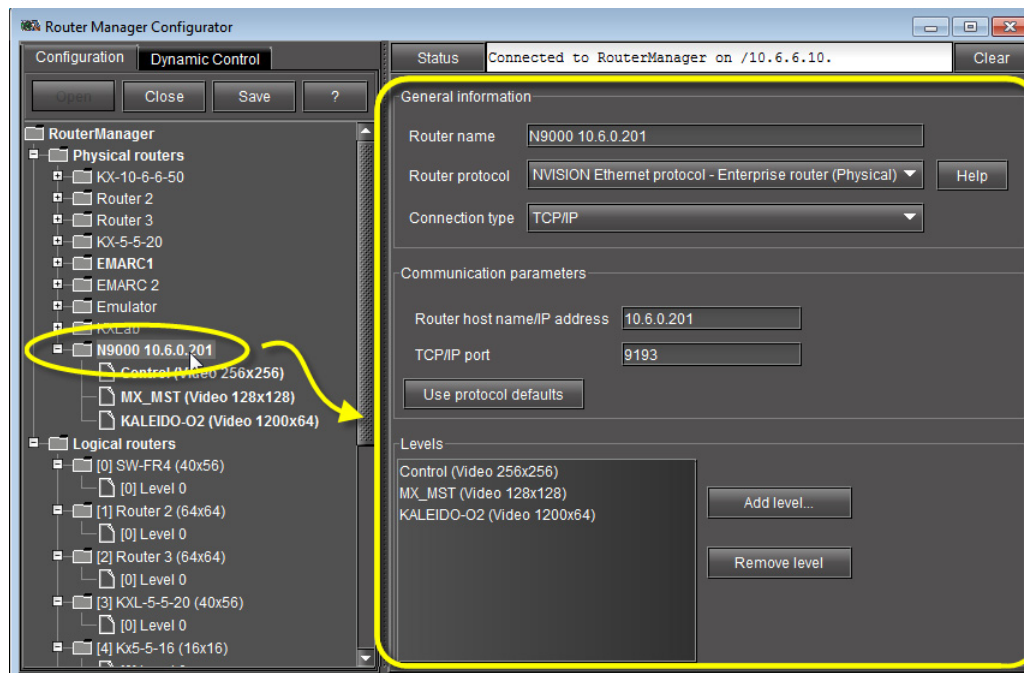 Router Manager Configurator
Configuration Dynamic Control
Open Close Save ?
RouterManager
Physical routers
KX-10-6-6-50
Router 2
Router 3
KX-5-5-20
EMARC1
EMARC 2
Emulator
KXLab
N9000 10.6.0.201
Control (Video 256x256)
MX_MST (Video 128x128)
KALEIDO-O2 (Video 1200x64)
Logical routers
[0] SW-FR4 (40x56)
[0] Level 0
[1] Router 2 (64x64)
[0] Level 0
[2] Router 3 (64x64)
[0] Level 0
[3] KXL-5-5-20 (40x56)
[0] Level 0
[4] Kx5-5-16 (16x16)
Status Connected to RouterManager on /10.6.6.10. Clear
General information
Router name N9000 10.6.0.201
Router protocol NVISION Ethernet protocol - Enterprise router (Physical) Help
Connection type TCP/IP
Communication parameters
Router host name/IP address 10.6.0.201
TCP/IP port 9193
Use protocol defaults
Levels
Control (Video 256x256)
MX_MST (Video 128x128)
KALEIDO-O2 (Video 1200x64)
Add level...
Remove level